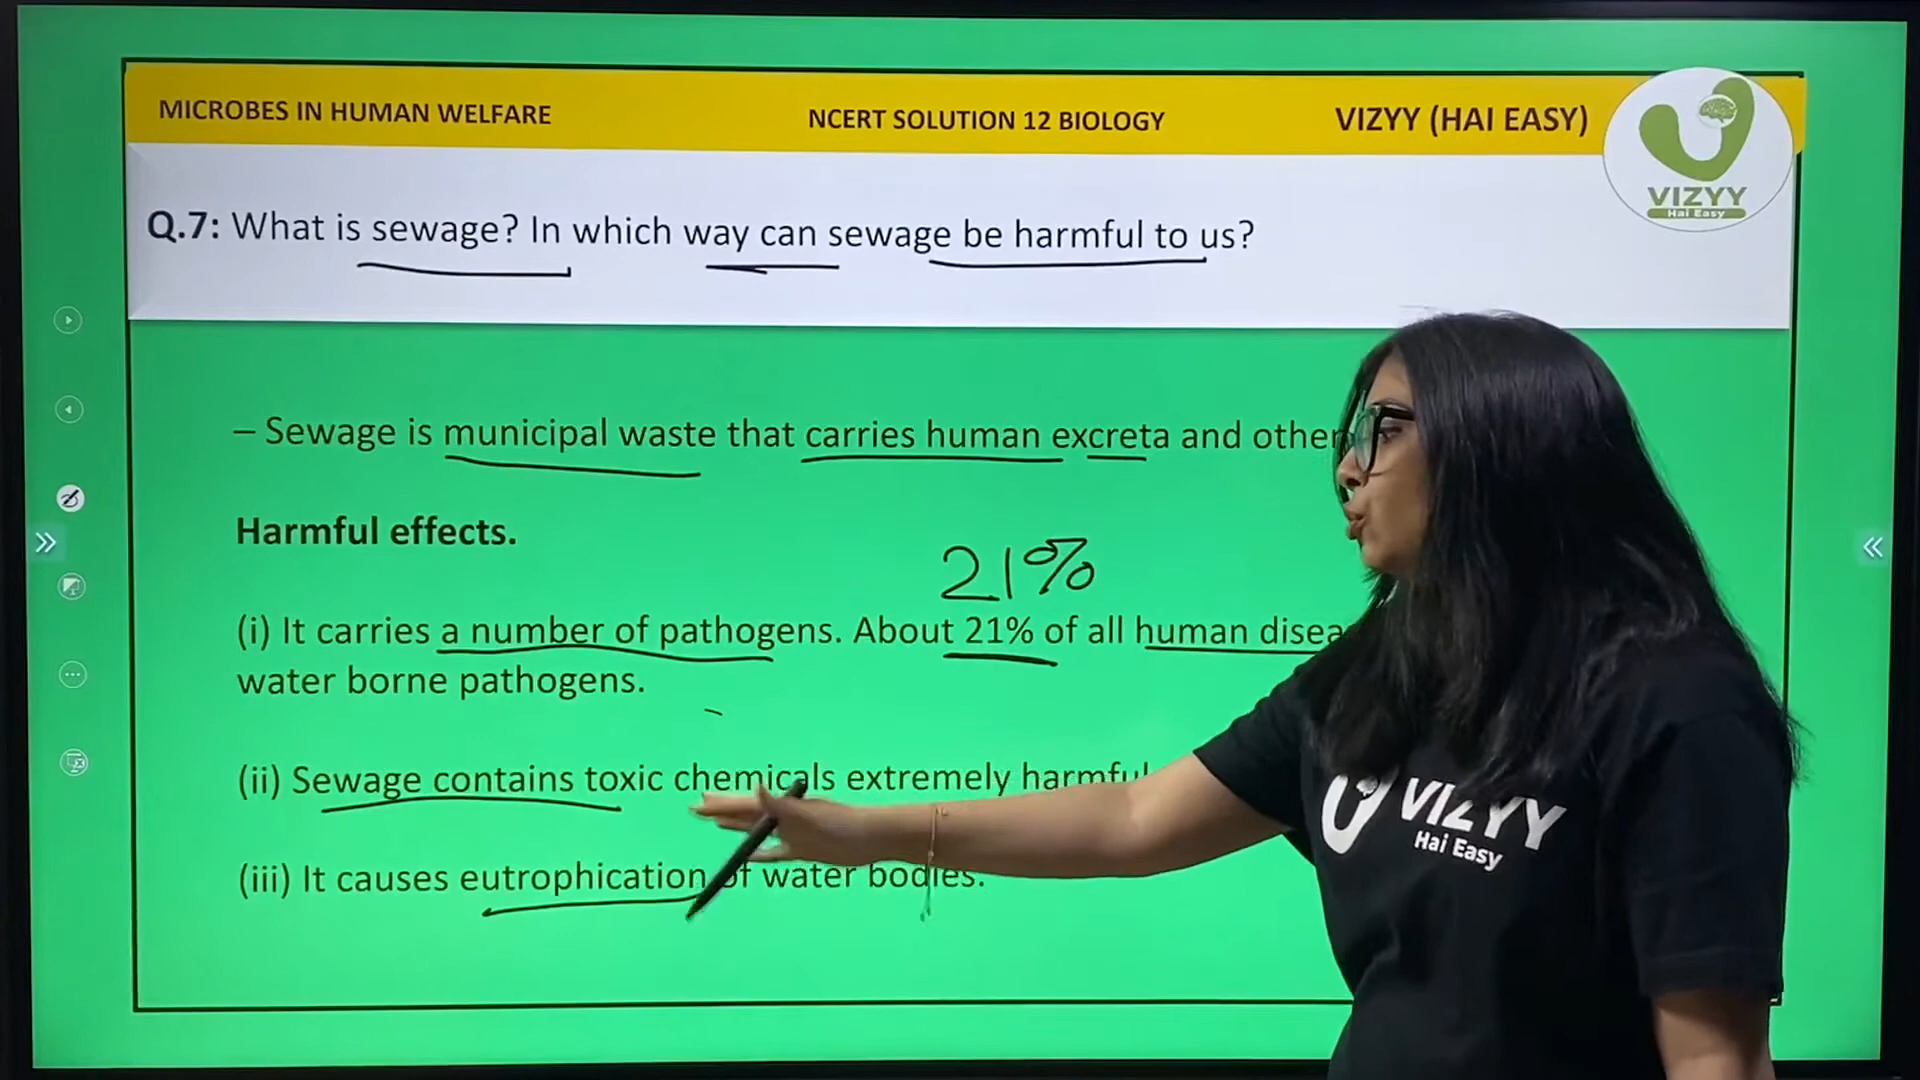 MICROBES IN HUMAN WELFARE NCERT SOLUTION 12 BIOLOGY VIZYY (HAI EASY)
VIZYY
Hai Easy
Q.7: What is sewage? In which way can sewage be harmful to us?
– Sewage is municipal waste that carries human excreta and other
Harmful effects.
21%
(i) It carries a number of pathogens. About 21% of all human
water borne pathogens.
(ii) Sewage contains toxic chemicals extremely harmful
(iii) It causes eutrophication of water bodies.
VIZYY
Hai Easy